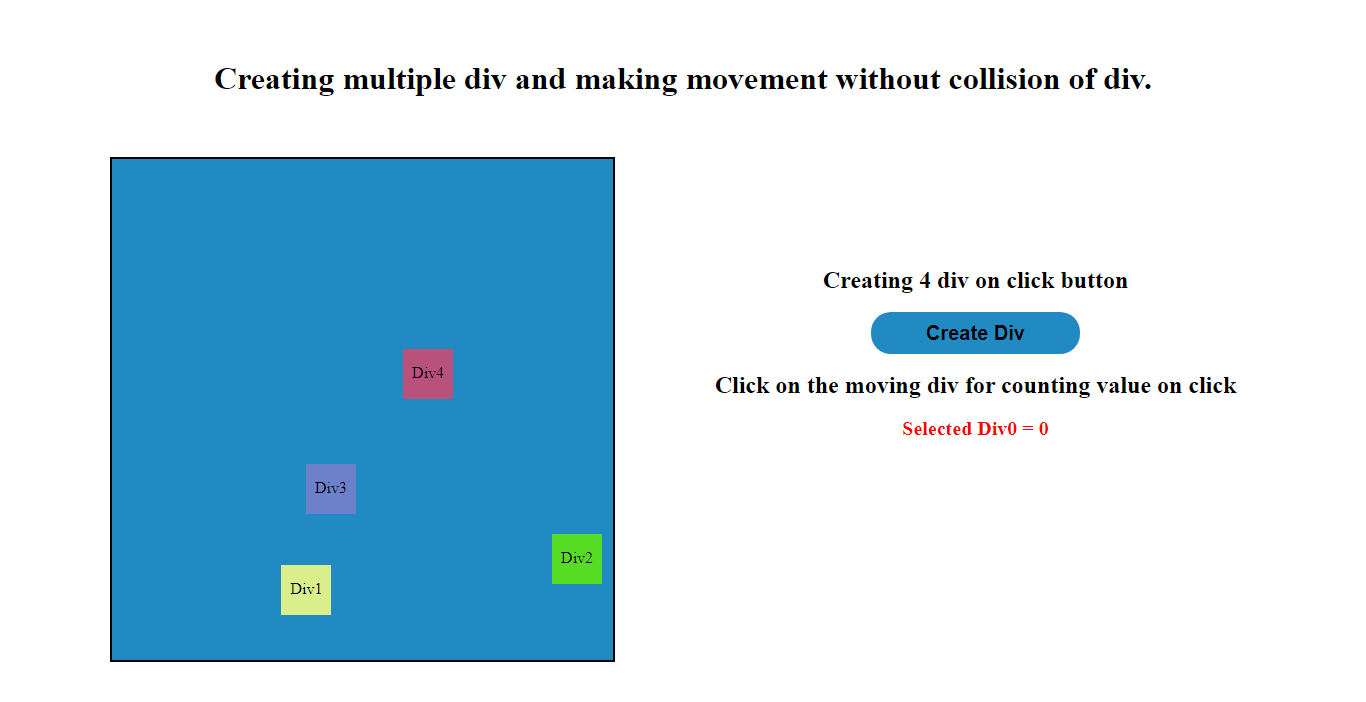 Creating multiple div and making movement without collision of div.
Div4
Div3
Div2
Div1
Creating 4 div on click button
Create Div
Click on the moving div for counting value on click
Selected Div0 = 0